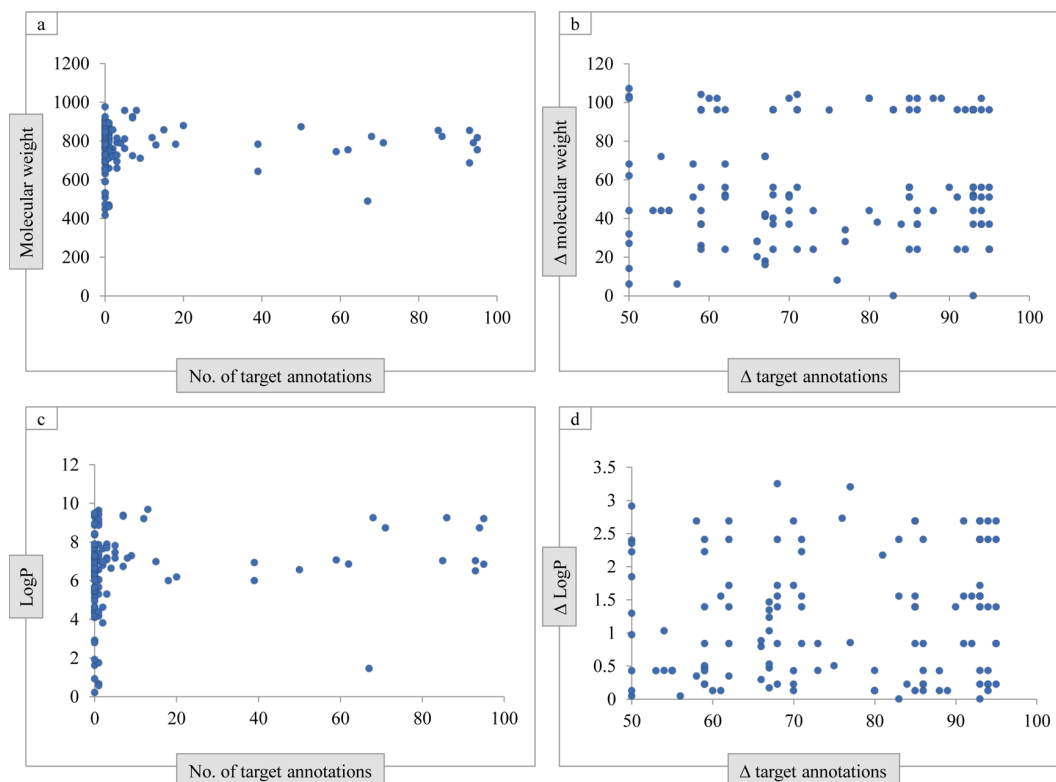 a
1200
1000
800
600
400
200
0
0 20 40 60 80 100
Molecular weight
No. of target annotations
b
120
100
80
60
40
20
0
50 60 70 80 90 100
Δ molecular weight
Δ target annotations
c
12
10
8
6
4
2
0
0 20 40 60 80 100
LogP
No. of target annotations
d
3.5
3
2.5
2
1.5
1
0.5
0
50 60 70 80 90 100
Δ LogP
Δ target annotations